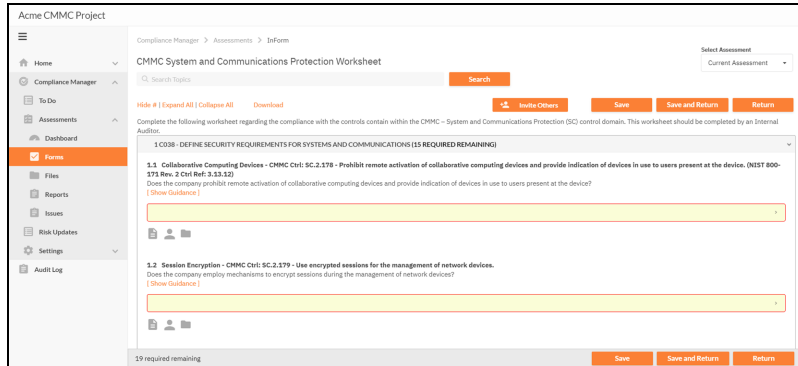 Acme CMMC Project
Compliance Manager > Assessments > InForm
Select Assessment
Current Assessment
Home
Compliance Manager
To Do
Assessments
Dashboard
Forms
Files
Reports
Issues
Risk Updates
Settings
Audit Log
CMMC System and Communications Protection Worksheet
Search Topics
Search
Hide # | Expand All | Collapse All Download
Invite Others
Save
Save and Return
Return
Complete the following worksheet regarding the compliance with the controls contain within the CMMC – System and Communications Protection (SC) control domain. This worksheet should be completed by an Internal
Auditor.
1 C038 - DEFINE SECURITY REQUIREMENTS FOR SYSTEMS AND COMMUNICATIONS (15 REQUIRED REMAINING)
1.1 Collaborative Computing Devices - CMMC Ctrl: SC.2.178 - Prohibit remote activation of collaborative computing devices and provide indication of devices in use to users present at the device. (NIST 800-
171 Rev. 2 Ctrl Ref: 3.13.12)
Does the company prohibit remote activation of collaborative computing devices and provide indication of devices in use to users present at the device?
[ Show Guidance ]
1.2 Session Encryption - CMMC Ctrl: SC.2.179 - Use encrypted sessions for the management of network devices.
Does the company employ mechanisms to encrypt sessions during the management of network devices?
[ Show Guidance ]
19 required remaining
Save
Save and Return
Return